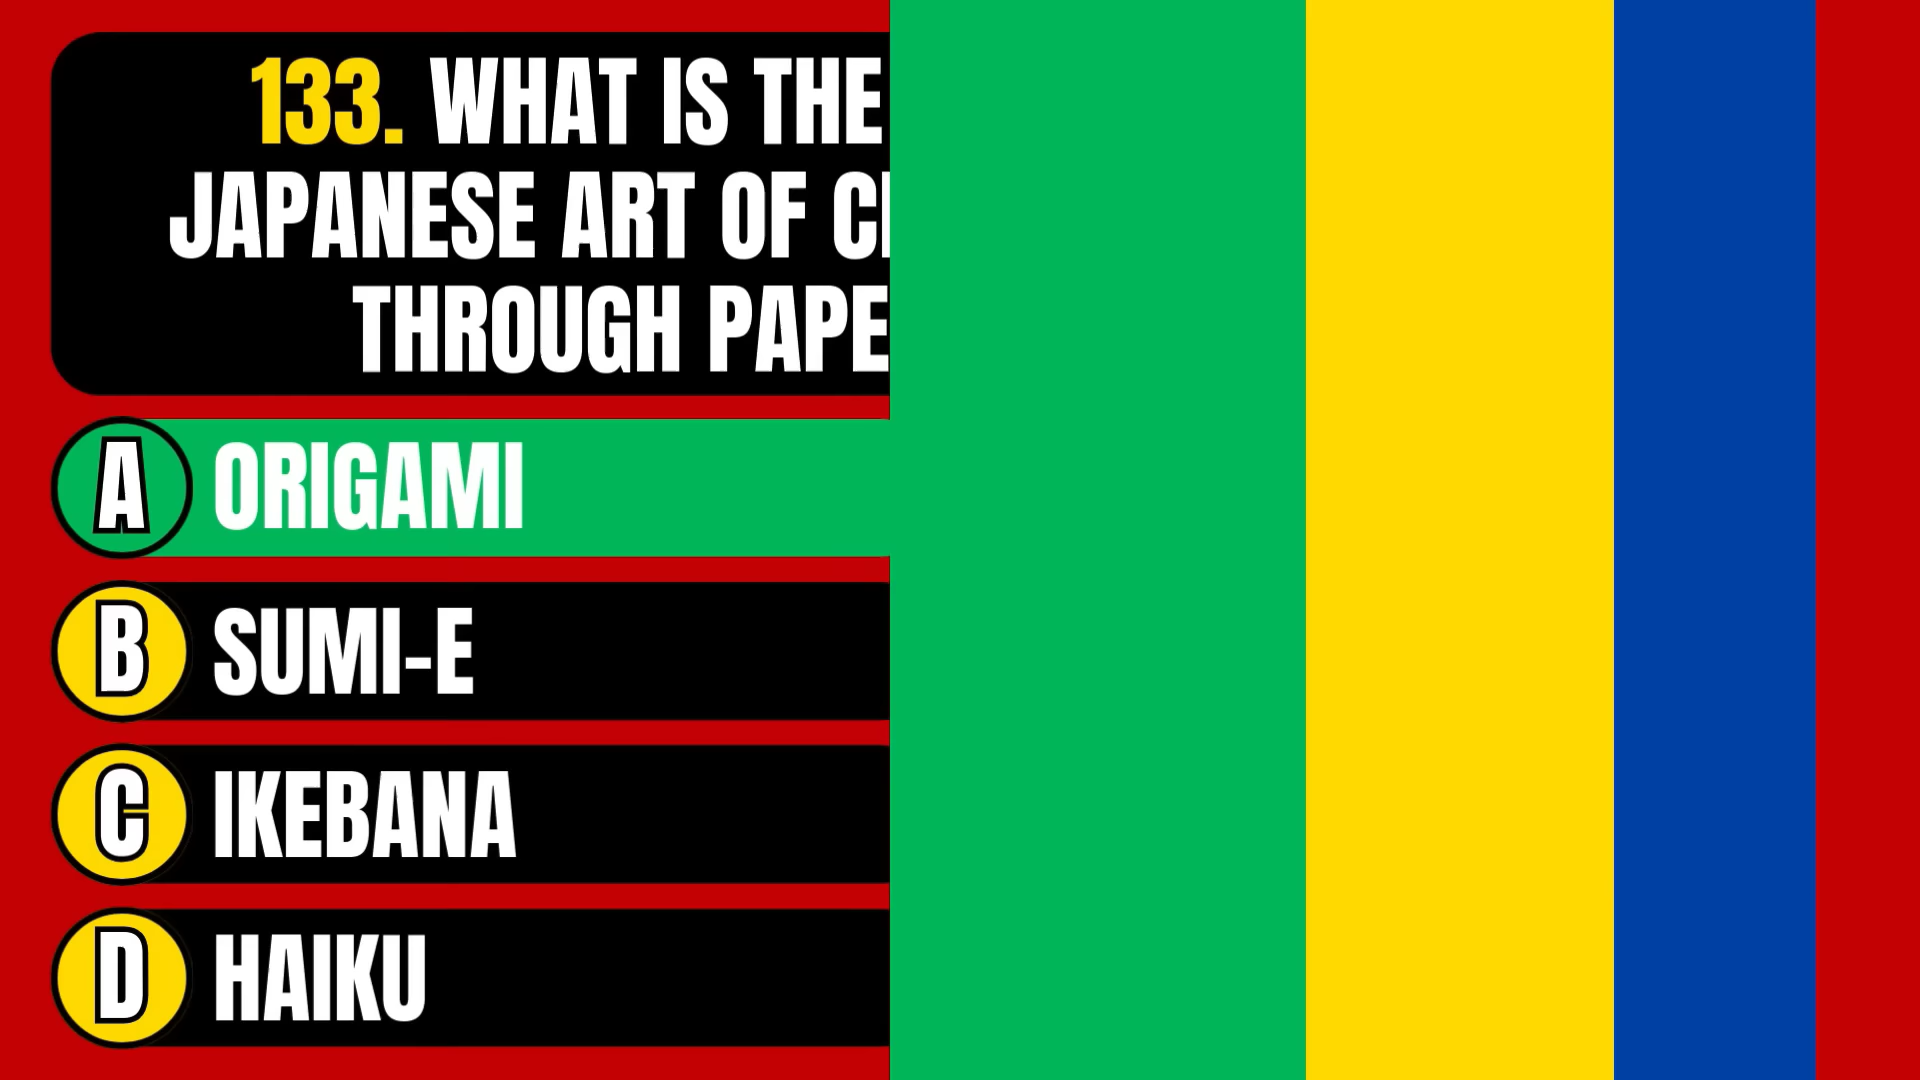 133. WHAT IS THE
JAPANESE ART OF
THROUGH
A ORIGAMI
B SUMI-E
C IKEBANA
D HAIKU